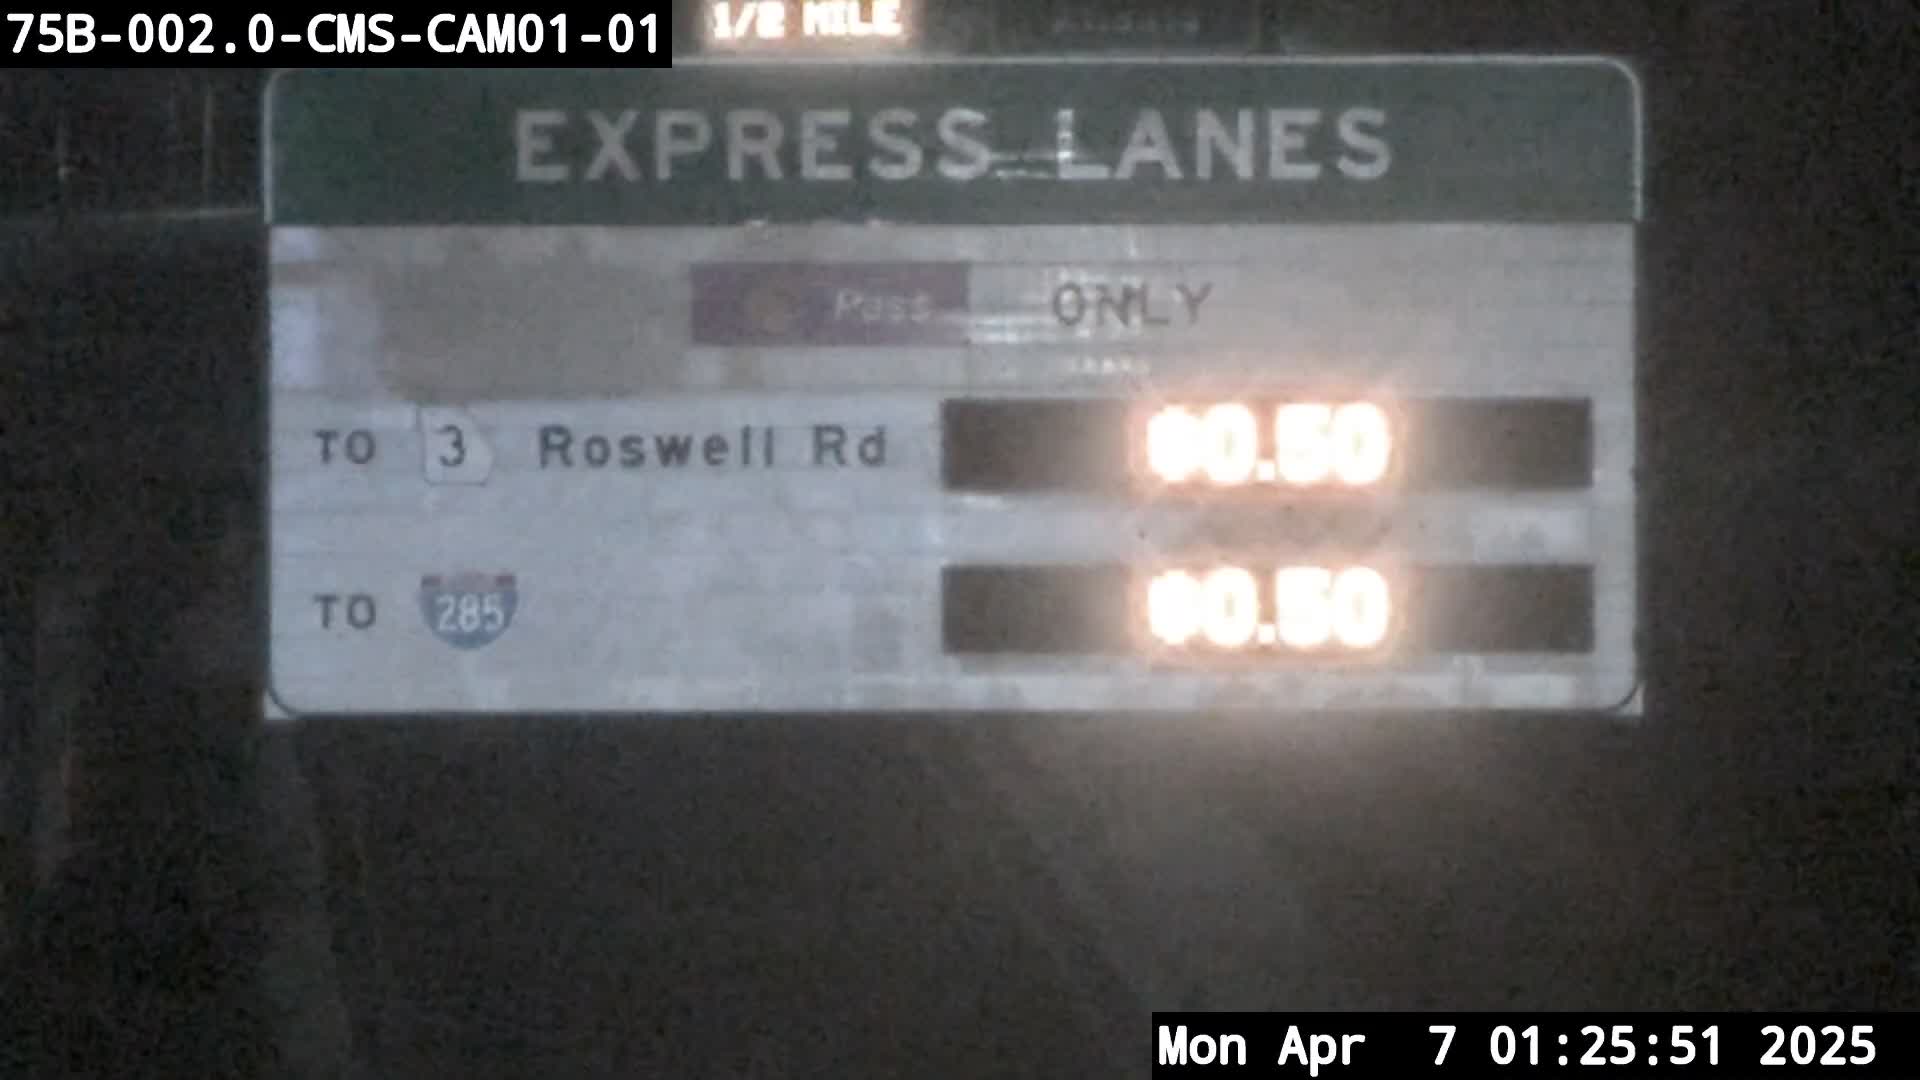 75B-002.0-CMS-CAM01-01
1/2 MILE
EXPRESS LANES
Pass ONLY
TO 3 Roswell Rd $0.50
TO 285 $0.50
Mon Apr 7 01:25:51 2025